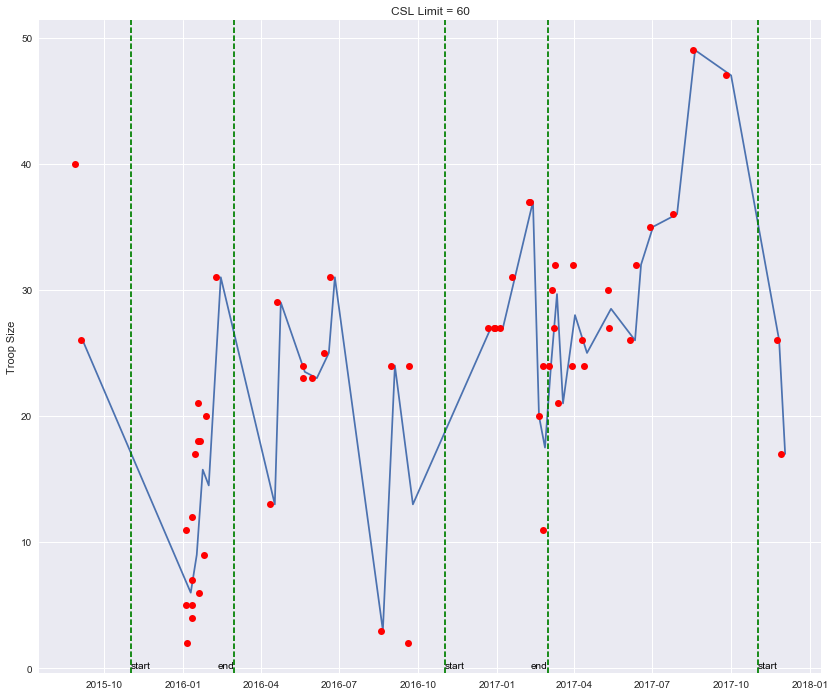 CSL Limit = 60
Troop Size
50
40
30
20
10
0
start
end
start
end
start
2015-10
2016-01
2016-04
2016-07
2016-10
2017-01
2017-04
2017-07
2017-10
2018-01